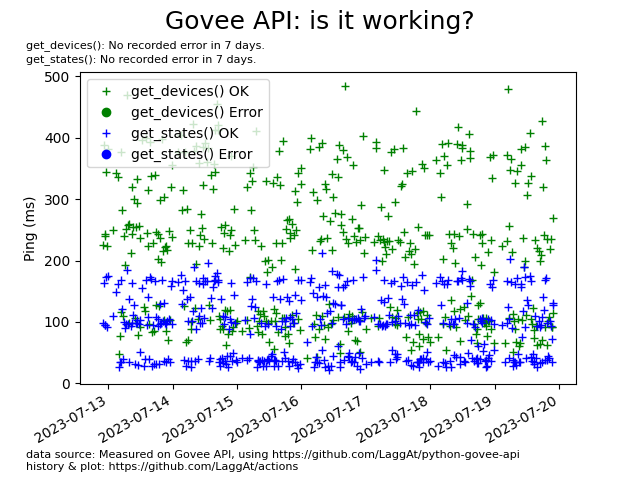 Govee API: is it working?
get_devices(): No recorded error in 7 days.
get_states(): No recorded error in 7 days.
500
400
300
200
100
0
Ping (ms)
get_devices() OK
get_devices() Error
get_states() OK
get_states() Error
2023-07-13
2023-07-14
2023-07-15
2023-07-16
2023-07-17
2023-07-18
2023-07-19
2023-07-20
data source: Measured on Govee API, using https://github.com/LaggAt/python-govee-api
history & plot: https://github.com/LaggAt/actions